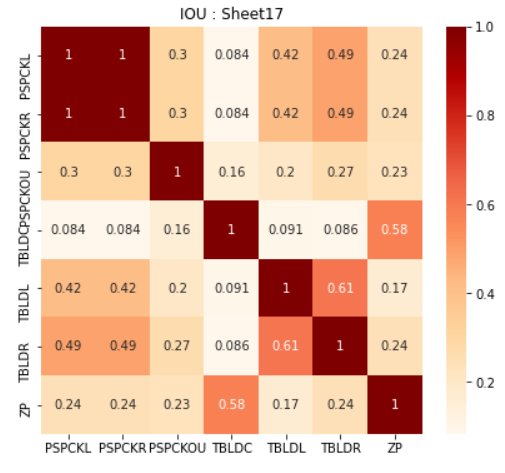 IOU : Sheet17
PSPCKL 1 1 0.3 0.084 0.42 0.49 0.24
PSPCKR 1 1 0.3 0.084 0.42 0.49 0.24
PSPCKOU 0.3 0.3 1 0.16 0.2 0.27 0.23
TBLDC 0.084 0.084 0.16 1 0.091 0.086 0.58
TBLDL 0.42 0.42 0.2 0.091 1 0.61 0.17
TBLDR 0.49 0.49 0.27 0.086 0.61 1 0.24
ZP 0.24 0.24 0.23 0.58 0.17 0.24 1
PSPCKL PSPCKR PSPCKOU TBLDC TBLDL TBLDR ZP
1.0
0.8
0.6
0.4
0.2